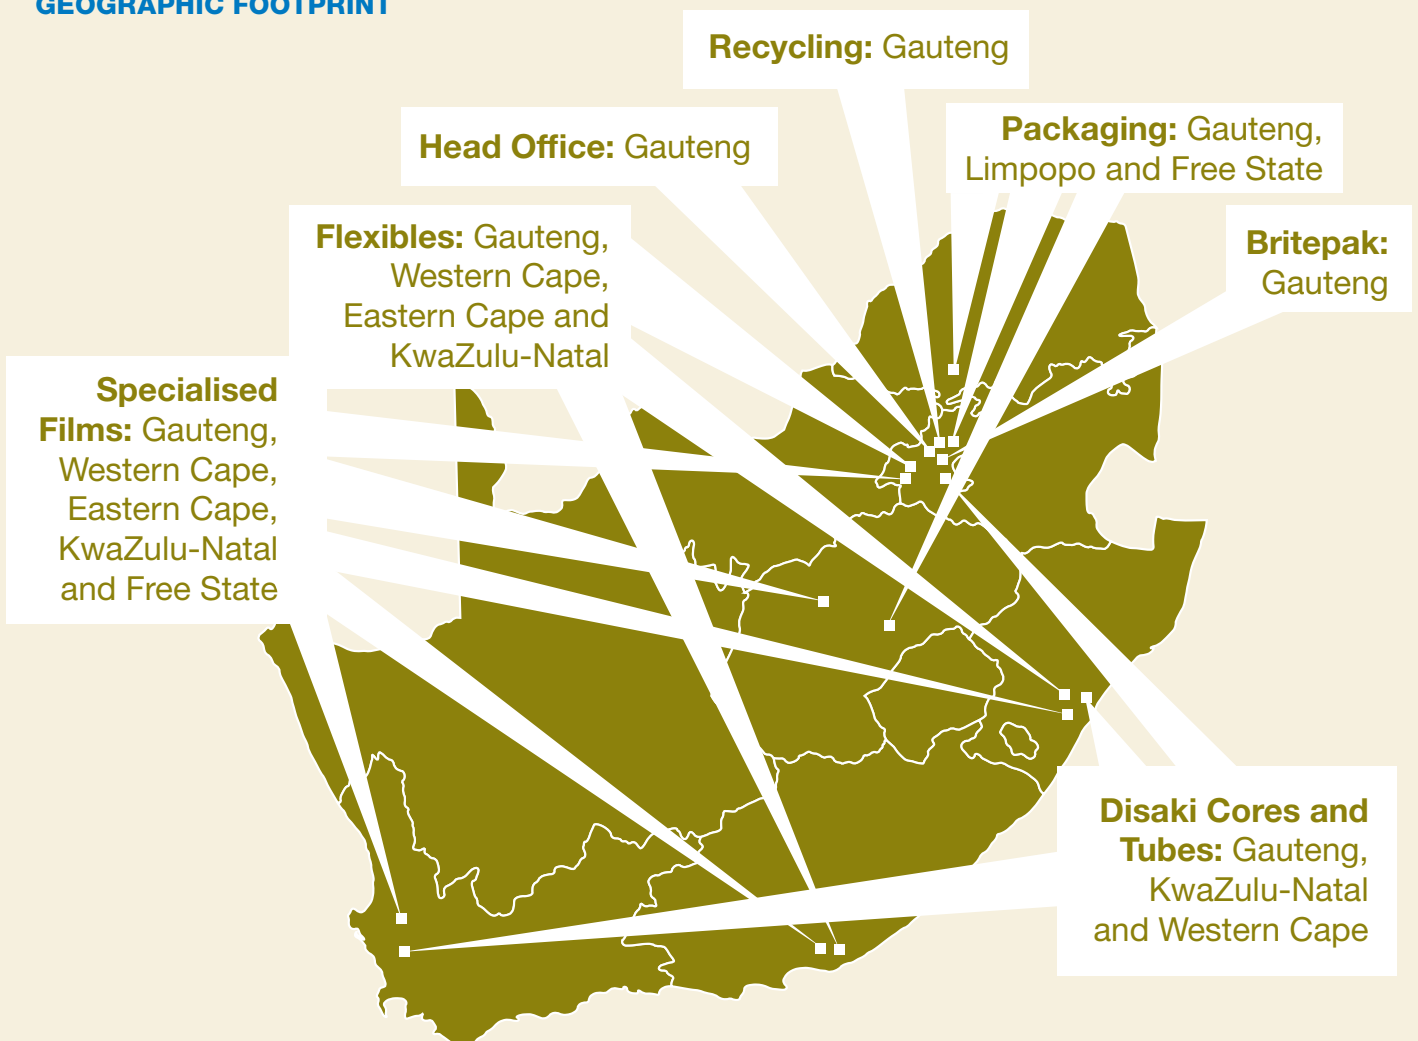 GEOGRAPHIC FOOTPRINT
Recycling: Gauteng
Head Office: Gauteng
Packaging: Gauteng,
Limpopo and Free State
Flexibles: Gauteng,
Western Cape,
Eastern Cape and
KwaZulu-Natal
Britepak:
Gauteng
Specialised
Films: Gauteng,
Western Cape,
Eastern Cape,
KwaZulu-Natal
and Free State
Disaki Cores and
Tubes: Gauteng,
KwaZulu-Natal
and Western Cape